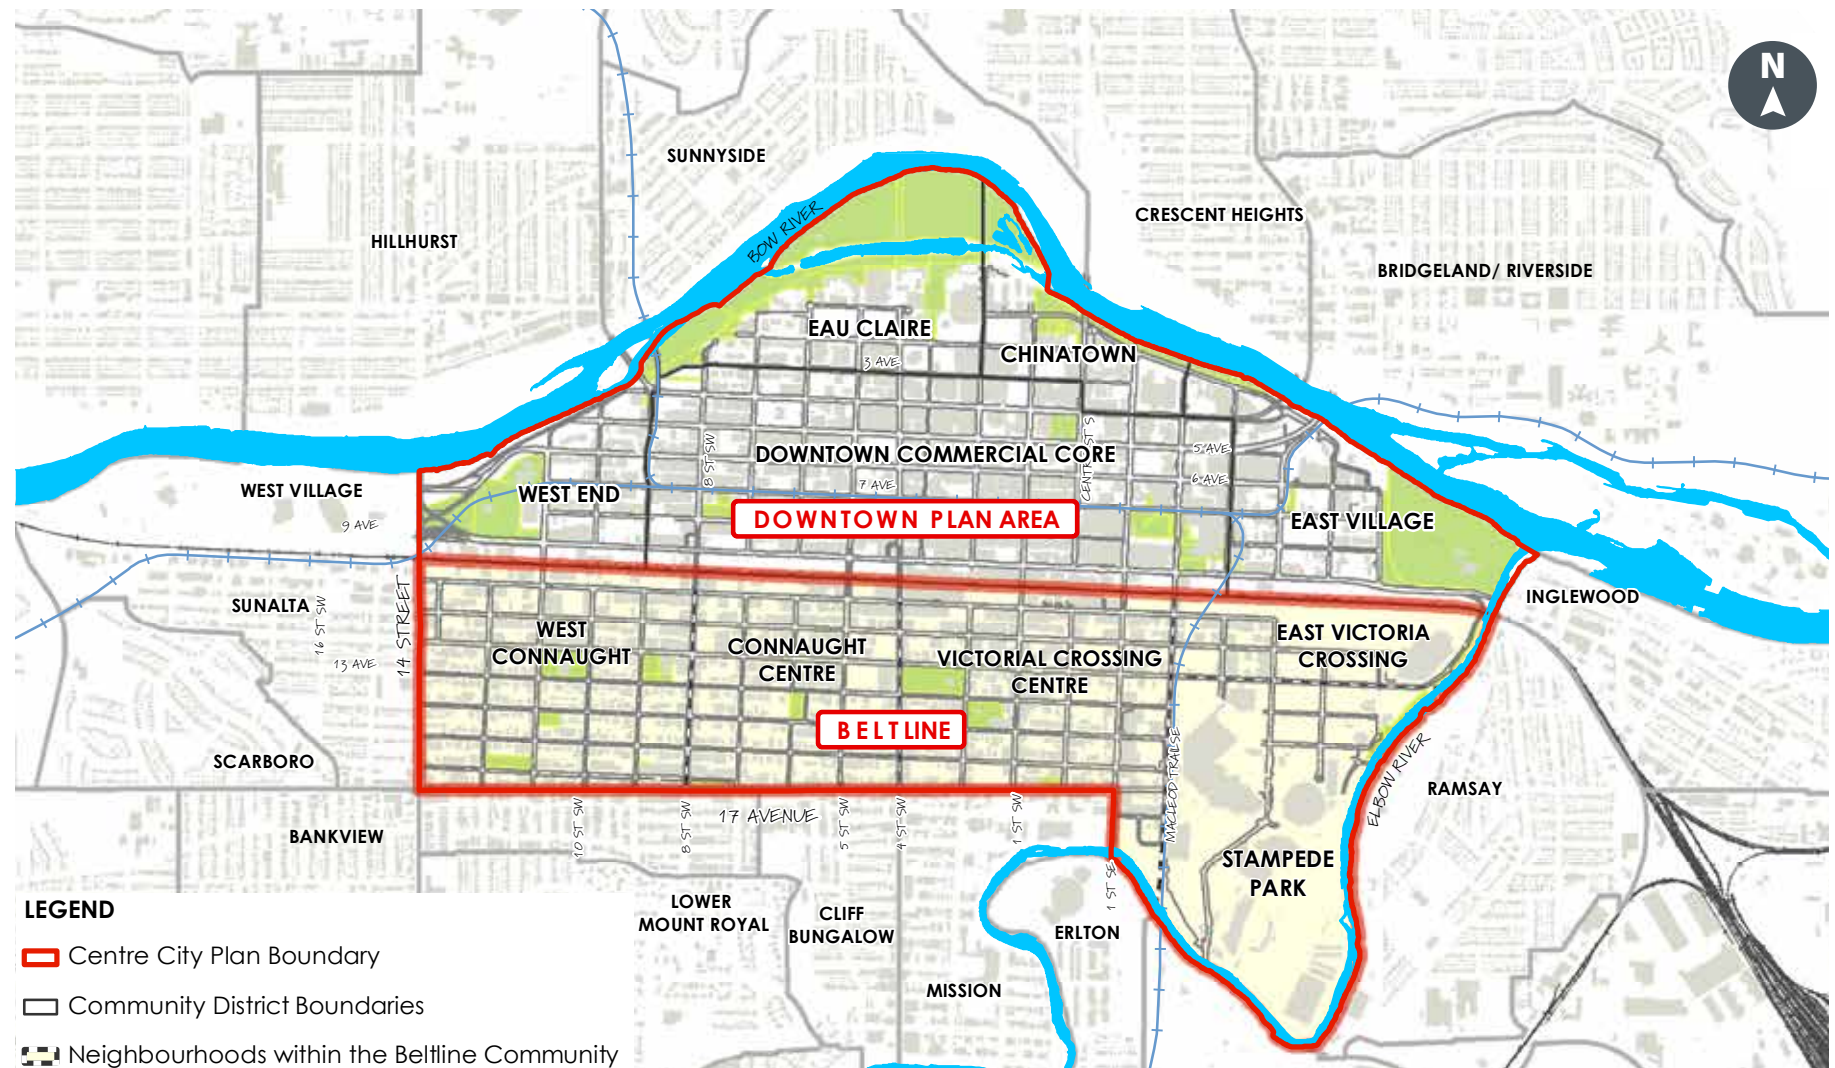 N
SUNNYSIDE
CRESCENT HEIGHTS
HILLHURST
BOW RIVER
BRIDGELAND/ RIVERSIDE
EAU CLAIRE
CHINATOWN
3 AVE
8 ST SW
DOWNTOWN COMMERCIAL CORE
CENTRE ST S
5 AVE
6 AVE
7 AVE
WEST VILLAGE
WEST END
9 AVE
DOWNTOWN PLAN AREA
EAST VILLAGE
SUNALTA
16 ST SW
14 STREET
13 AVE
INGLEWOOD
WEST
CONNAUGHT
CONNAUGHT
CENTRE
VICTORIAL CROSSING
CENTRE
EAST VICTORIA
CROSSING
BELTLINE
SCARBORO
MACLEOD TRAIL SE
ELBOW RIVER
RAMSAY
BANKVIEW
10 ST SW
8 ST SW
17 AVENUE
5 ST SW
4 ST SW
1 ST SW
1 ST SE
STAMPEDE
PARK
LOWER
MOUNT ROYAL
CLIFF
BUNGALOW
ERLTON
MISSION
LEGEND
Centre City Plan Boundary
Community District Boundaries
Neighbourhoods within the Beltline Community